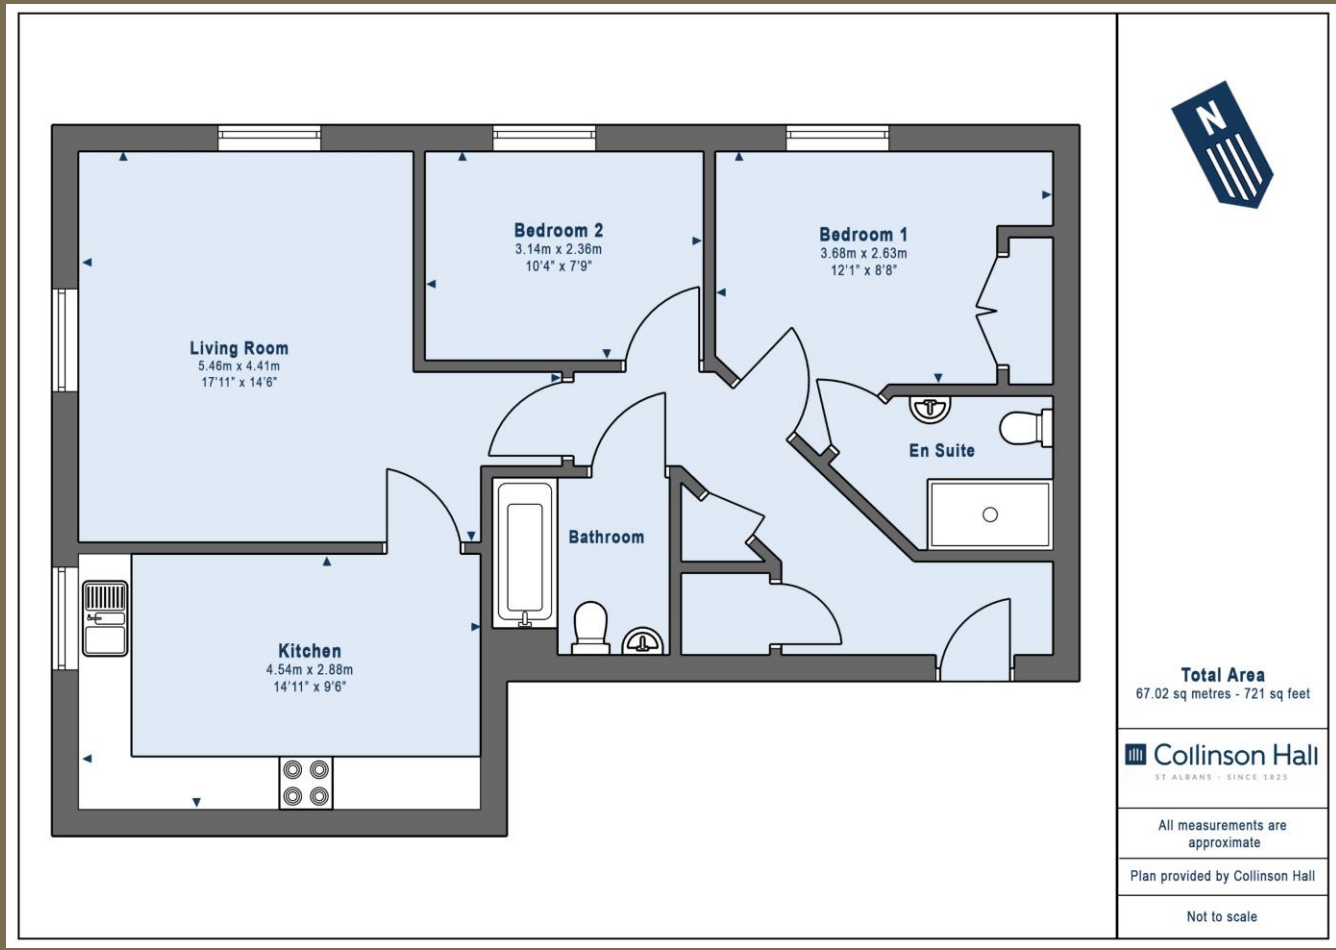 N
Bedroom 2
3.14m x 2.36m
10'4" x 7'9"
Bedroom 1
3.68m x 2.63m
12'1" x 8'8"
Living Room
5.46m x 4.41m
17'11" x 14'6"
En Suite
Bathroom
Kitchen
4.54m x 2.88m
14'11" x 9'6"
Total Area
67.02 sq metres - 721 sq feet
Collinson Hall
ST ALBANS - SINCE 1825
All measurements are
approximate
Plan provided by Collinson Hall
Not to scale